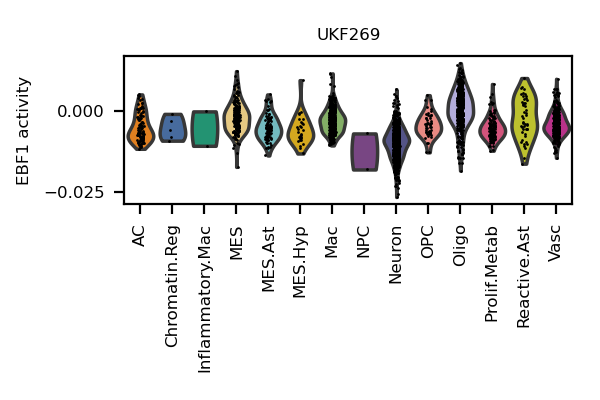 UKF269
EBF1 activity
0.000
−0.025
AC
Chromatin.Reg
Inflammatory.Mac
MES
MES.Ast
MES.Hyp
Mac
NPC
Neuron
OPC
Oligo
Prolif.Metab
Reactive.Ast
Vasc